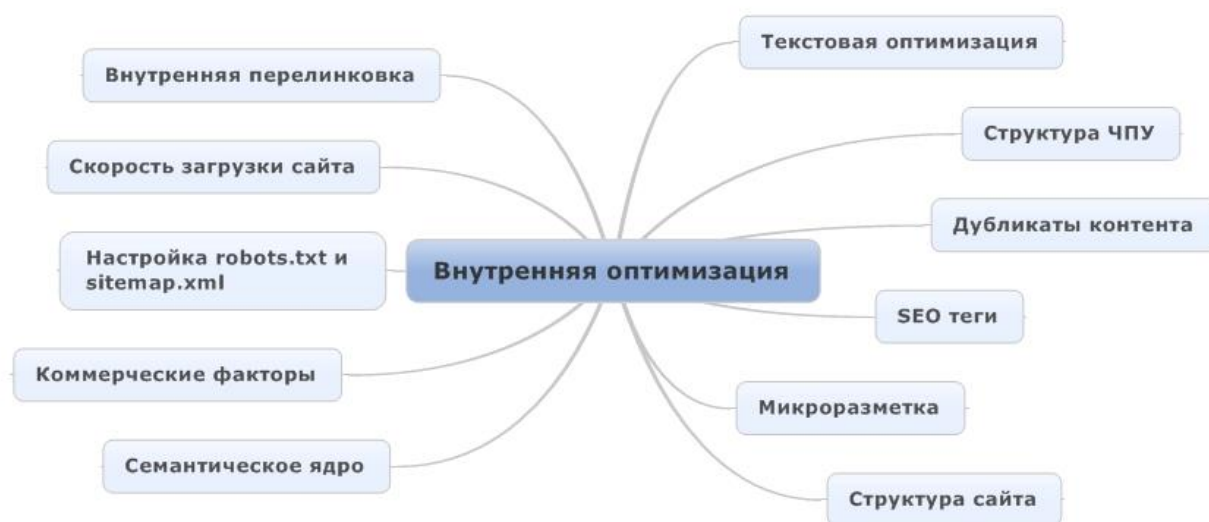 Текстовая оптимизация
Внутренняя перелинковка
Структура ЧПУ
Скорость загрузки сайта
Дубликаты контента
Настройка robots.txt и
sitemap.xml
Внутренняя оптимизация
SEO теги
Коммерческие факторы
Микроразметка
Семантическое ядро
Структура сайта